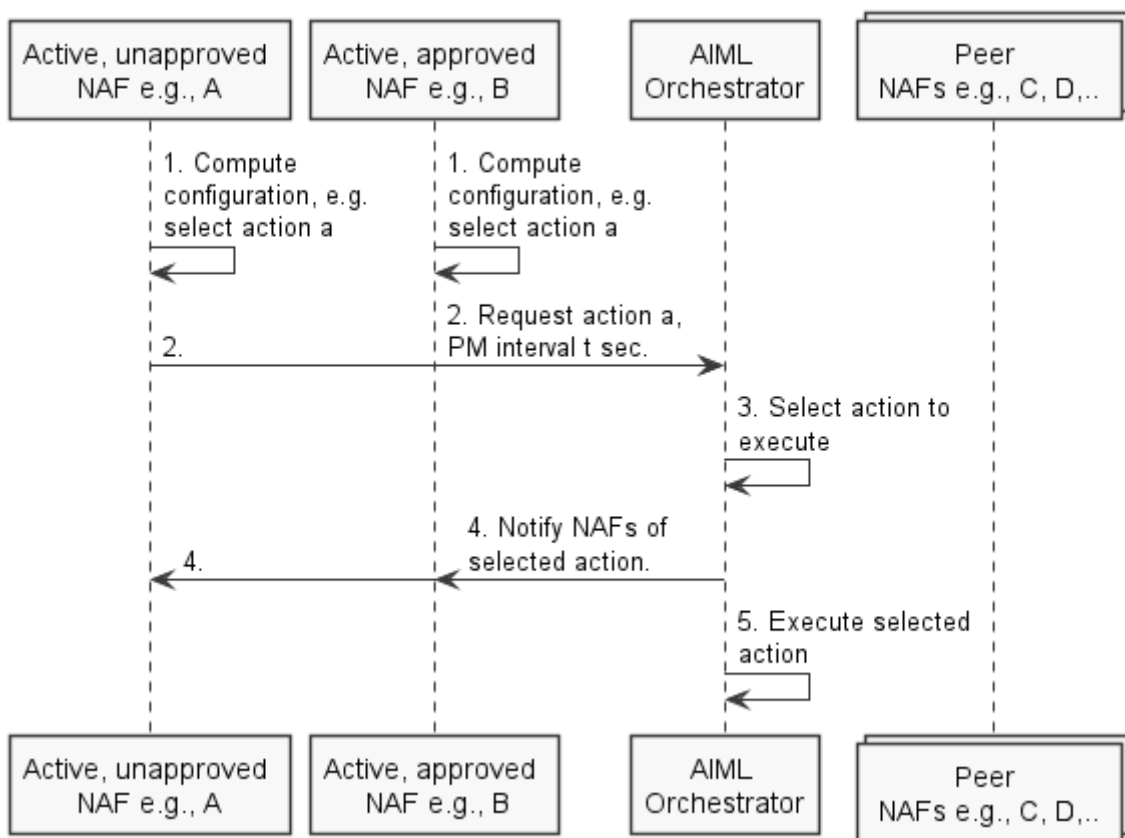 Active, unapproved
NAF e.g., A
Active, approved
NAF e.g., B
AIML
Orchestrator
Peer
NAFs e.g., C, D,..
1. Compute
configuration, e.g.
select action a
1. Compute
configuration, e.g.
select action a
2.
2. Request action a,
PM interval t sec.
3. Select action to
execute
4.
4. Notify NAFs of
selected action.
5. Execute selected
action
Active, unapproved
NAF e.g., A
Active, approved
NAF e.g., B
AIML
Orchestrator
Peer
NAFs e.g., C, D,..